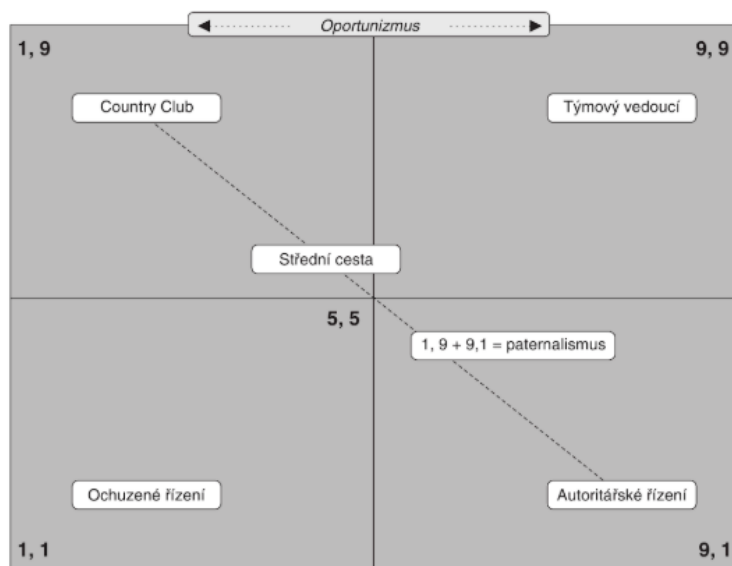 Oportunizmus
1, 9
9, 9
Country Club
Týmový vedoucí
Střední cesta
5, 5
1, 9 + 9,1 = paternalismus
Ochuzené řízení
Autoritářské řízení
1, 1
9, 1